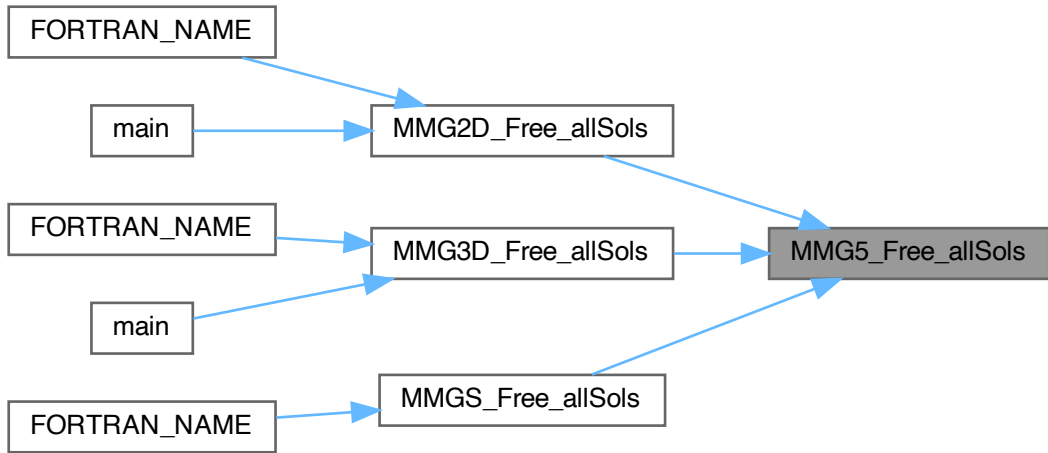 FORTRAN_NAME
main
MMG2D_Free_allSols
FORTRAN_NAME
MMG3D_Free_allSols
MMG5_Free_allSols
main
MMGS_Free_allSols
FORTRAN_NAME